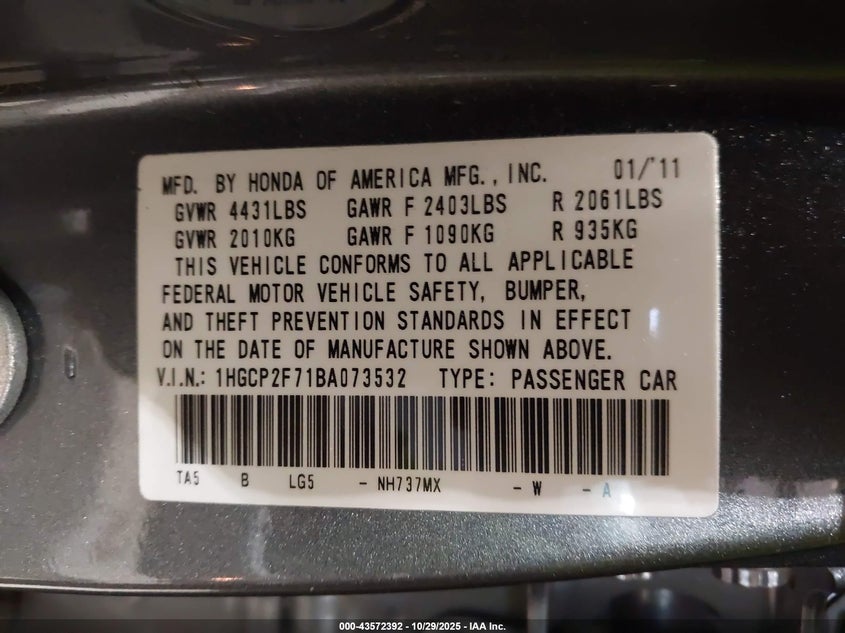 MFD. BY HONDA OF AMERICA MFG., INC. 01/'11
GVWR 4431LBS GAWR F 2403LBS R 2061LBS
GVWR 2010KG GAWR F 1090KG R 935KG
THIS VEHICLE CONFORMS TO ALL APPLICABLE
FEDERAL MOTOR VEHICLE SAFETY, BUMPER,
AND THEFT PREVENTION STANDARDS IN EFFECT
ON THE DATE OF MANUFACTURE SHOWN ABOVE.
V.I.N.: 1HGCP2F71BA073532 TYPE: PASSENGER CAR
TA5 B LG5 - NH737MX - W - A
000-43572392 - 10/29/2025 - IAA Inc.